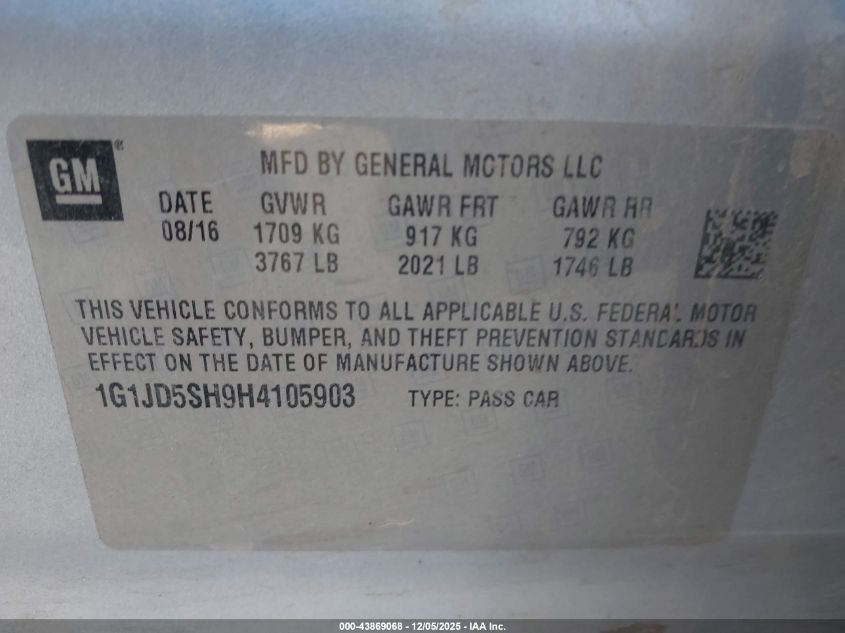 GM®
MFD BY GENERAL MOTORS LLC
DATE GVWR GAWR FRT GAWR RR
08/16 1709 KG 917 KG 792 KG
3767 LB 2021 LB 1746 LB
THIS VEHICLE CONFORMS TO ALL APPLICABLE U.S. FEDERAL MOTOR
VEHICLE SAFETY, BUMPER, AND THEFT PREVENTION STANDARDS IN
EFFECT ON THE DATE OF MANUFACTURE SHOWN ABOVE.
1G1JD5SH9H4105903 TYPE: PASS CAR
000-43869068 - 12/05/2025 - IAA Inc.